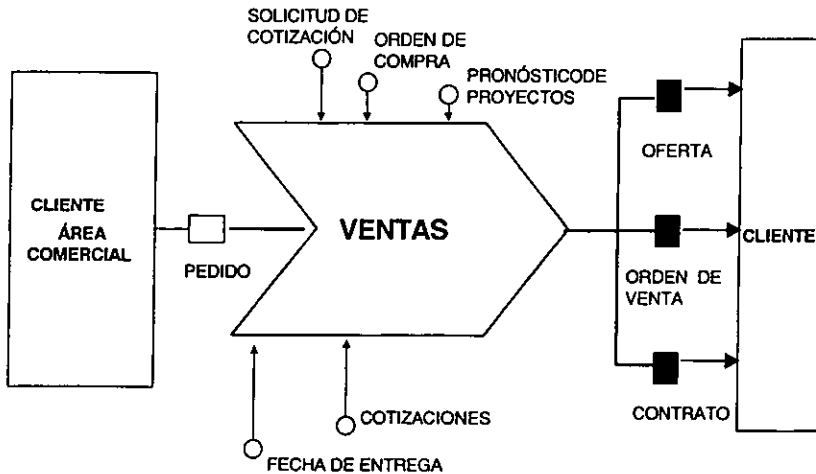 SOLICITUD DE
COTIZACIÓN
ORDEN DE
COMPRA
PRONÓSTICODE
PROYECTOS
CLIENTE
ÁREA
COMERCIAL
PEDIDO
VENTAS
OFERTA
ORDEN DE
VENTA
CLIENTE
CONTRATO
COTIZACIONES
FECHA DE ENTREGA